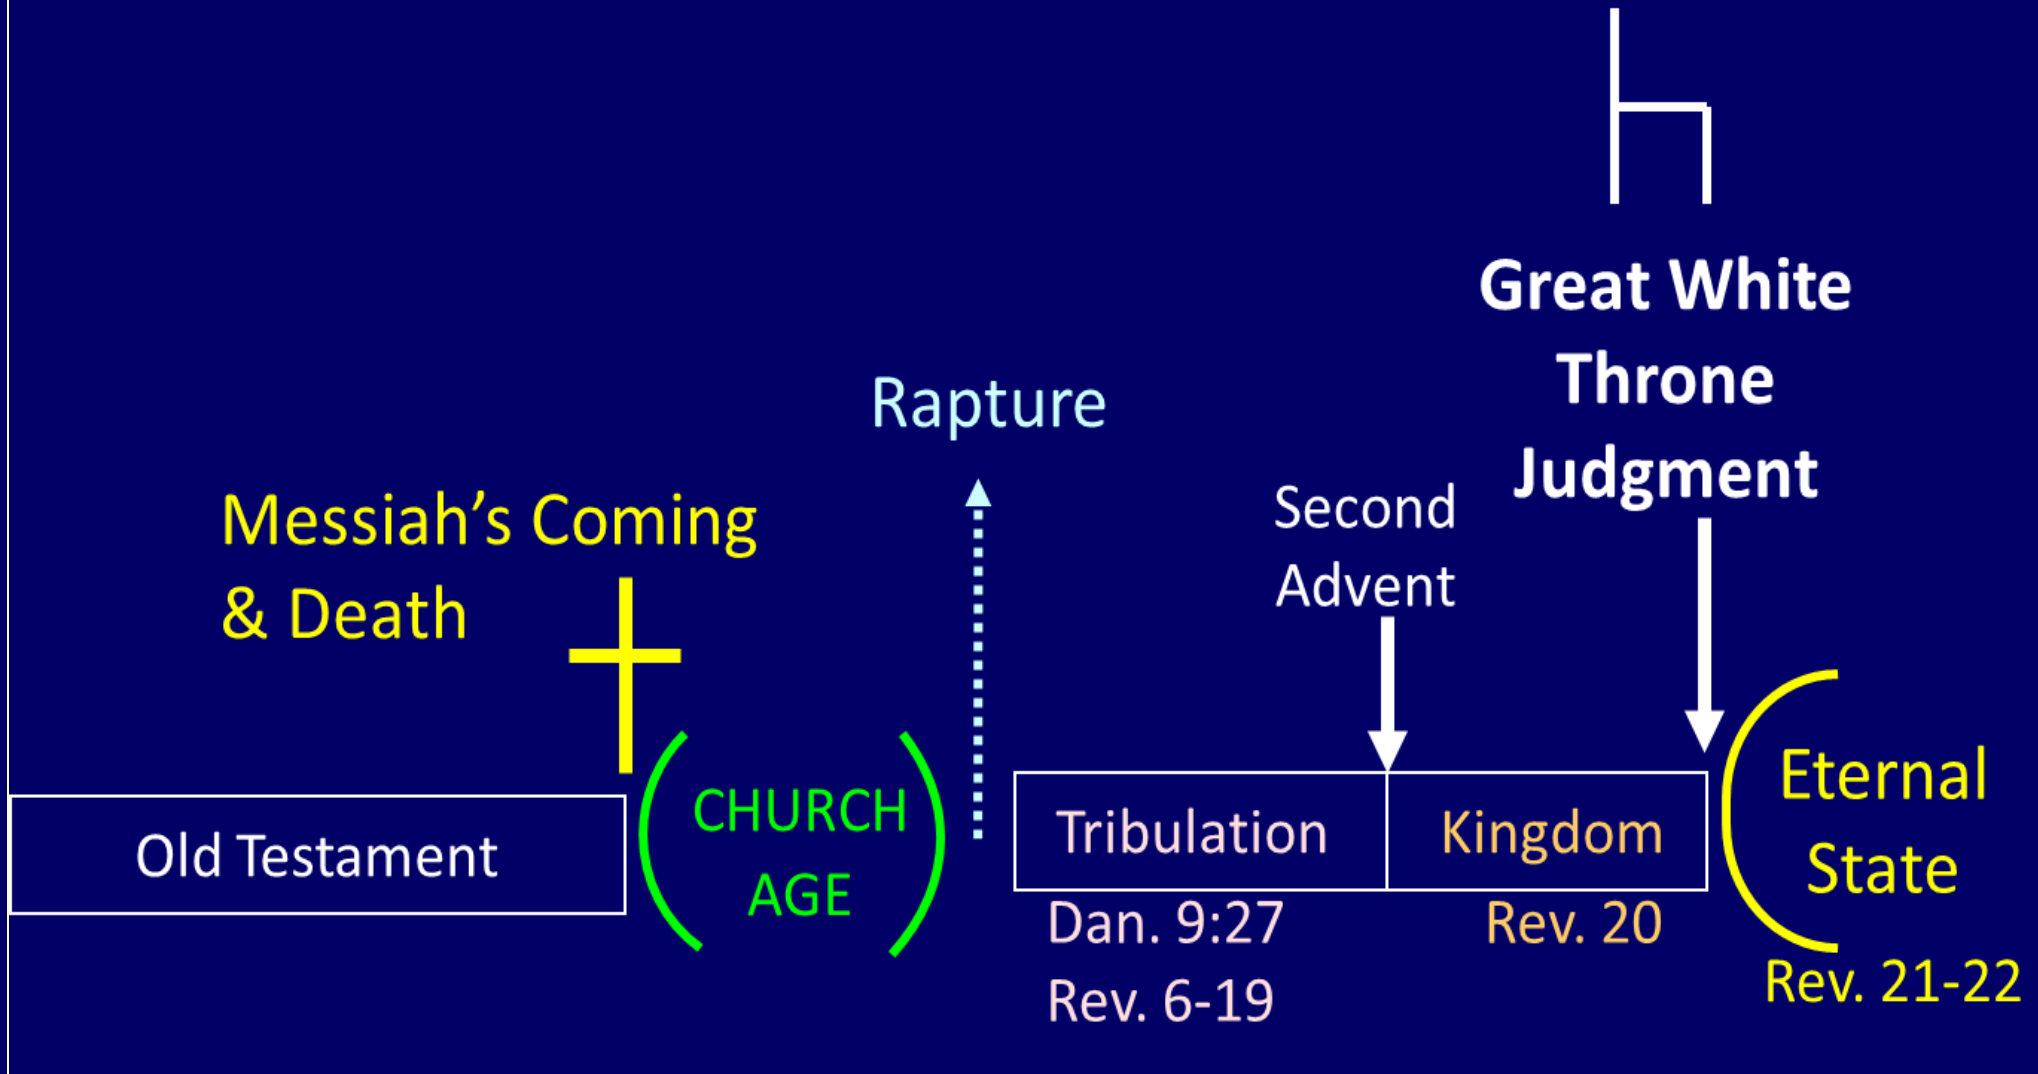 Great White
Throne
Judgment
Rapture
Second
Advent
Messiah’s Coming
& Death
Old Testament
CHURCH
AGE
Tribulation
Kingdom
Eternal
State
Dan. 9:27
Rev. 6-19
Rev. 20
Rev. 21-22